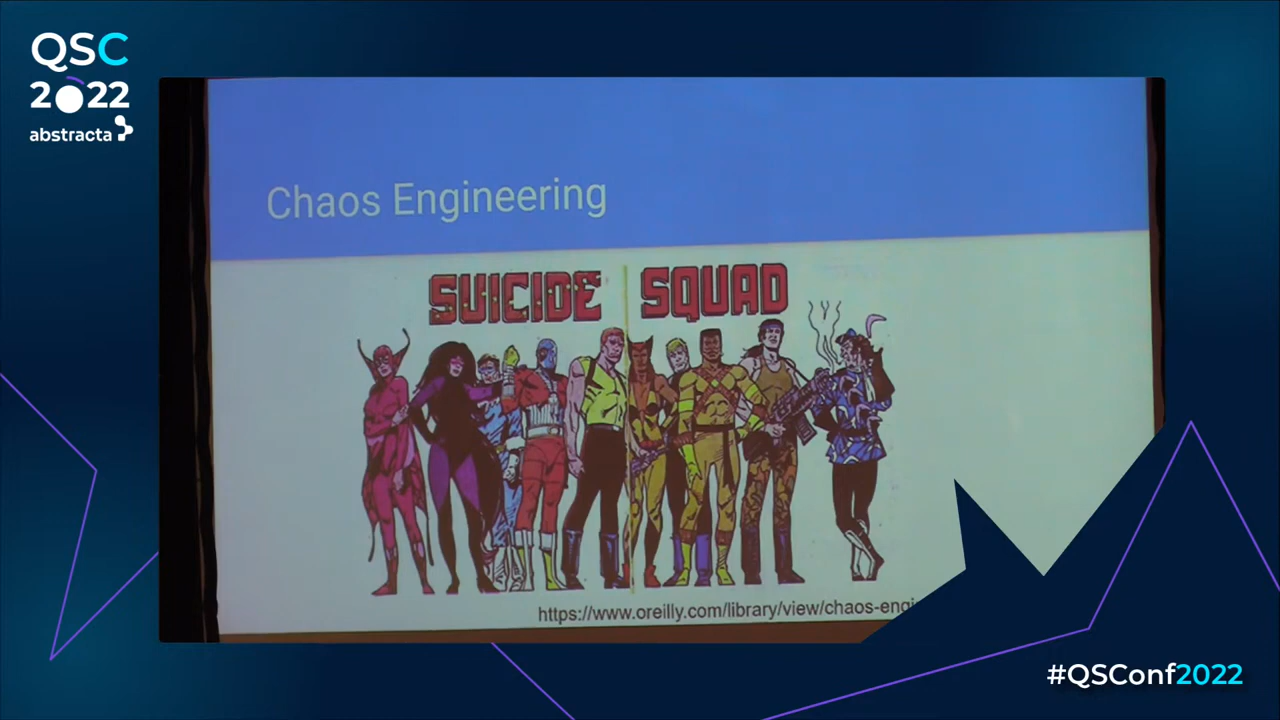 QSC
2022
abstracta
Chaos Engineering
SUICIDE SQUAD
https://www.oreilly.com/library/view/chaos-engi
#QSConf2022